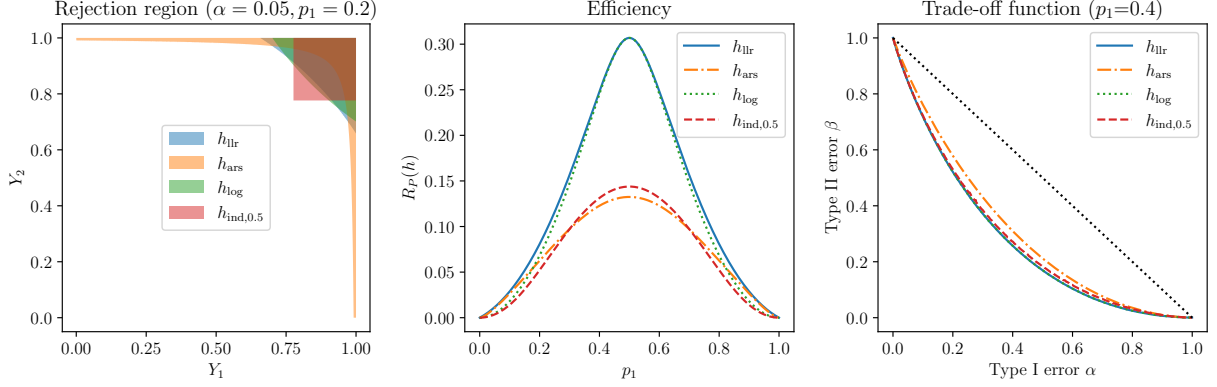 Rejection region (α = 0.05, p₁ = 0.2)
1.0
0.8
0.6
0.4
0.2
0.0
Y₂
h_llr
h_ars
h_log
h_ind,0.5
0.00 0.25 0.50 0.75 1.00
Y₁
Efficiency
0.30
0.25
0.20
0.15
0.10
0.05
0.00
R_P(h)
h_llr
h_ars
h_log
h_ind,0.5
0.0 0.2 0.4 0.6 0.8 1.0
p₁
Trade-off function (p₁=0.4)
1.0
0.8
0.6
0.4
0.2
0.0
Type II error β
h_llr
h_ars
h_log
h_ind,0.5
0.0 0.2 0.4 0.6 0.8 1.0
Type I error α